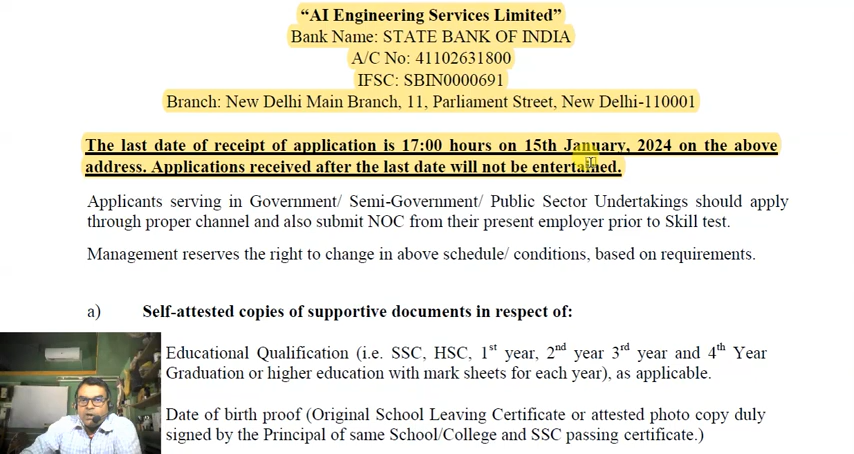 “AI Engineering Services Limited”
Bank Name: STATE BANK OF INDIA
A/C No: 41102631800
IFSC: SBIN0000691
Branch: New Delhi Main Branch, 11, Parliament Street, New Delhi-110001
The last date of receipt of application is 17:00 hours on 15th January, 2024 on the above
address. Applications received after the last date will not be entertained.
Applicants serving in Government/ Semi-Government/ Public Sector Undertakings should apply
through proper channel and also submit NOC from their present employer prior to Skill test.
Management reserves the right to change in above schedule/ conditions, based on requirements.
a) Self-attested copies of supportive documents in respect of:
Educational Qualification (i.e. SSC, HSC, 1st year, 2nd year 3rd year and 4th Year
Graduation or higher education with mark sheets for each year), as applicable.
Date of birth proof (Original School Leaving Certificate or attested photo copy duly
signed by the Principal of same School/College and SSC passing certificate.)